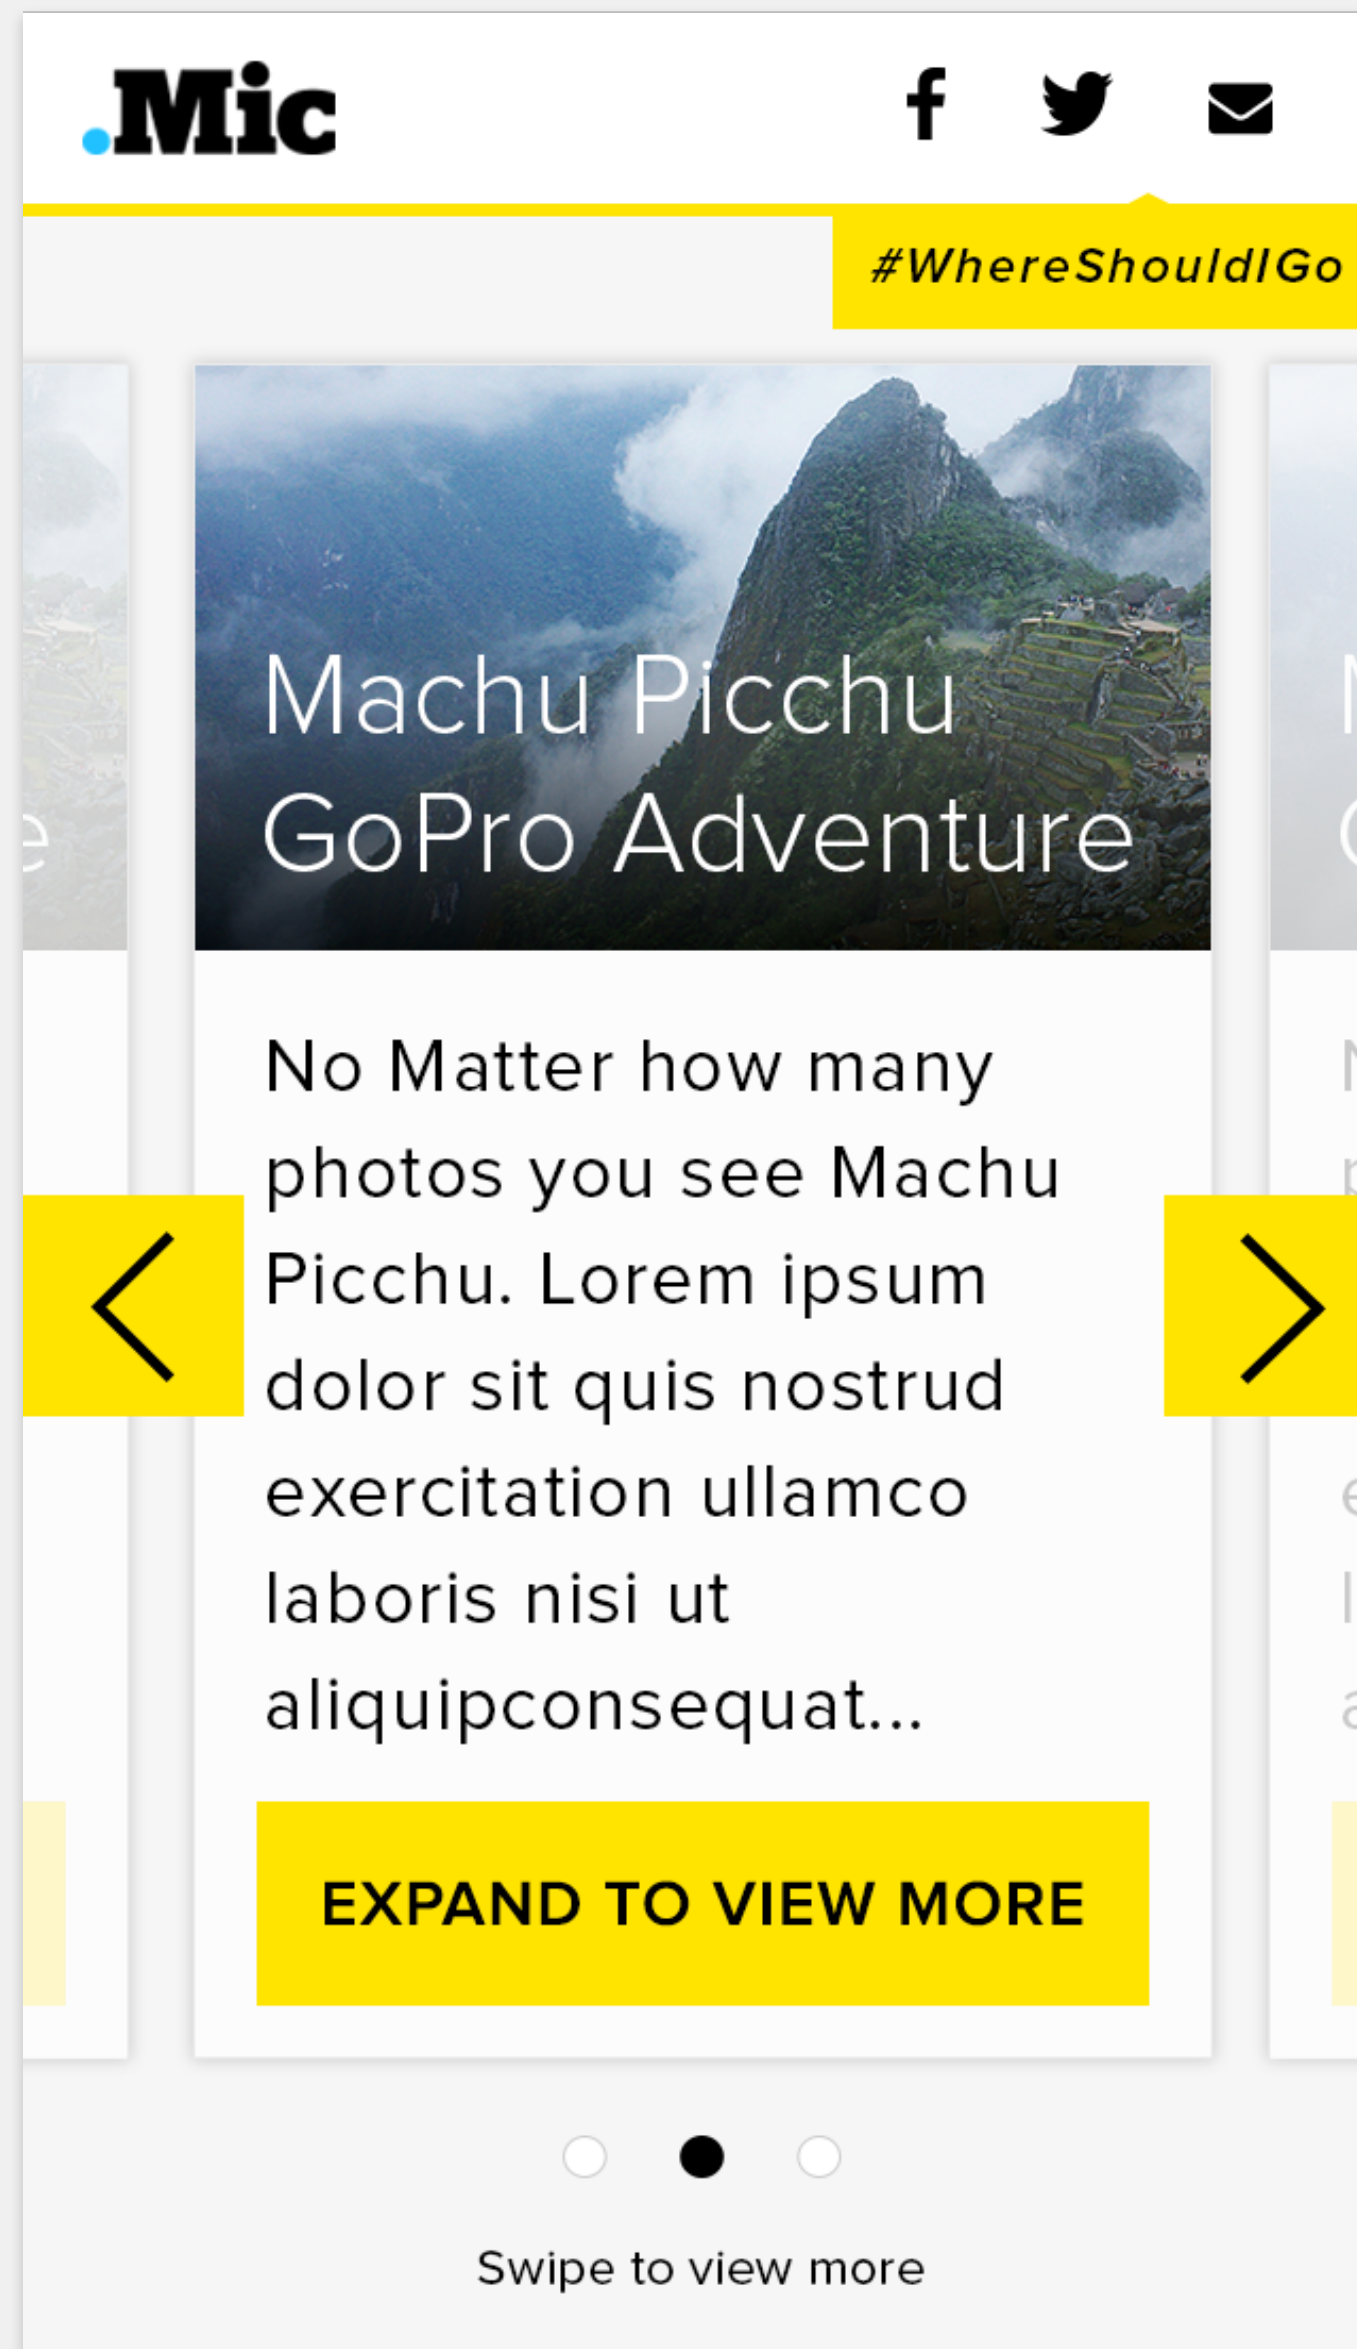 .Mic
#WhereShouldIGo
Machu Picchu
GoPro Adventure
No Matter how many
photos you see Machu
Picchu. Lorem ipsum
dolor sit quis nostrud
exercitation ullamco
laboris nisi ut
aliquipconsequat...
EXPAND TO VIEW MORE
Swipe to view more